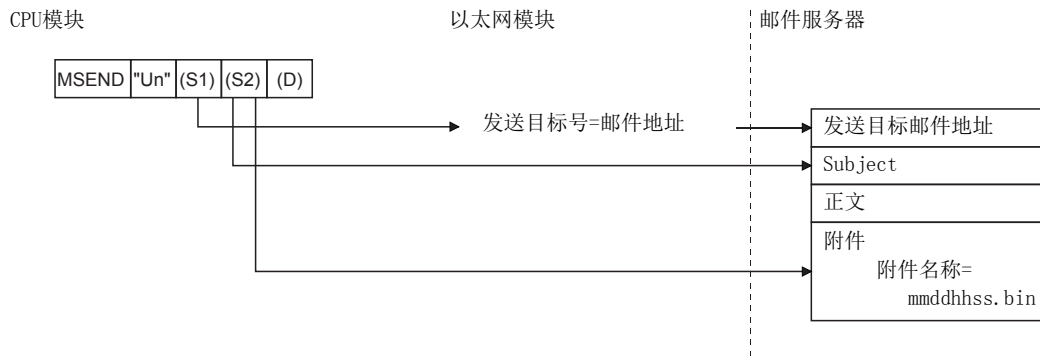 CPU模块 以太网模块 邮件服务器
MSEND "Un" (S1) (S2) (D)
发送目标号=邮件地址 发送目标邮件地址
Subject
正文
附件
附件名称=
mmddhhss.bin